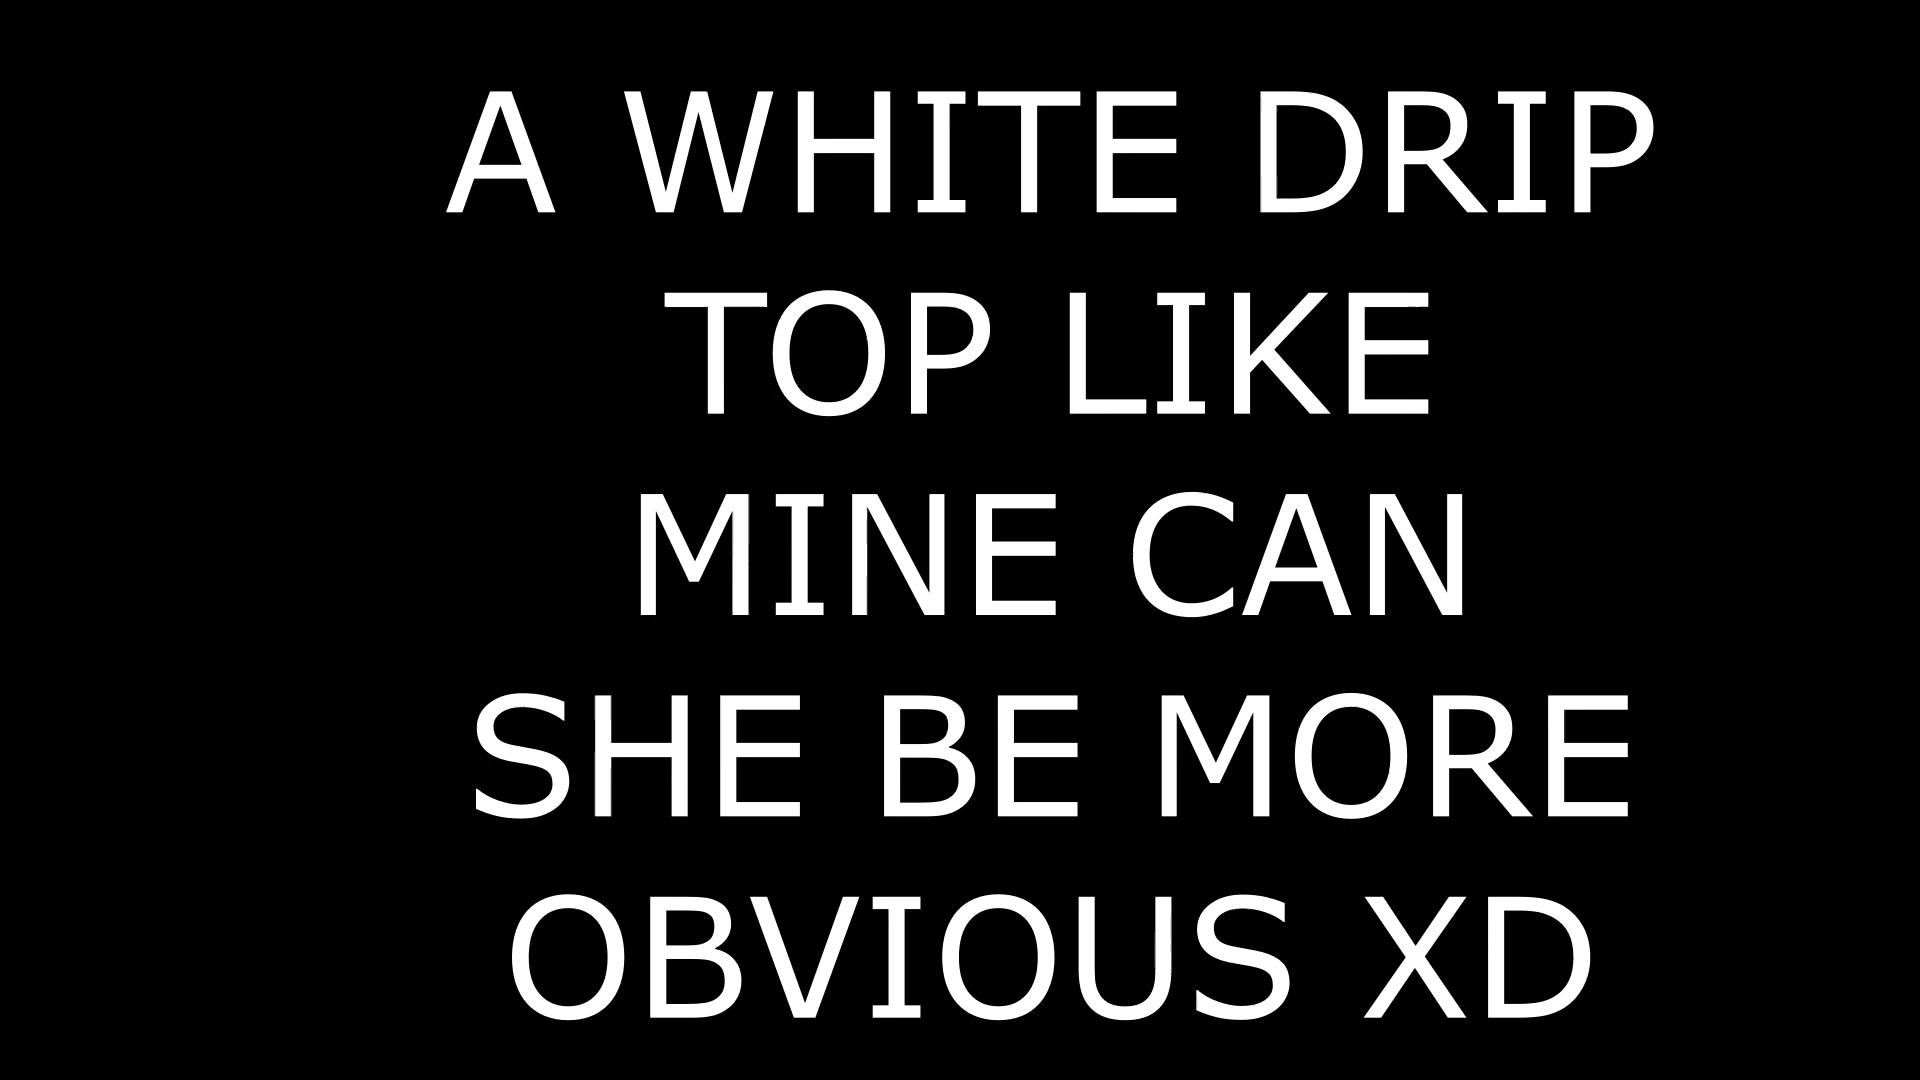 A WHITE DRIP
TOP LIKE
MINE CAN
SHE BE MORE
OBVIOUS XD